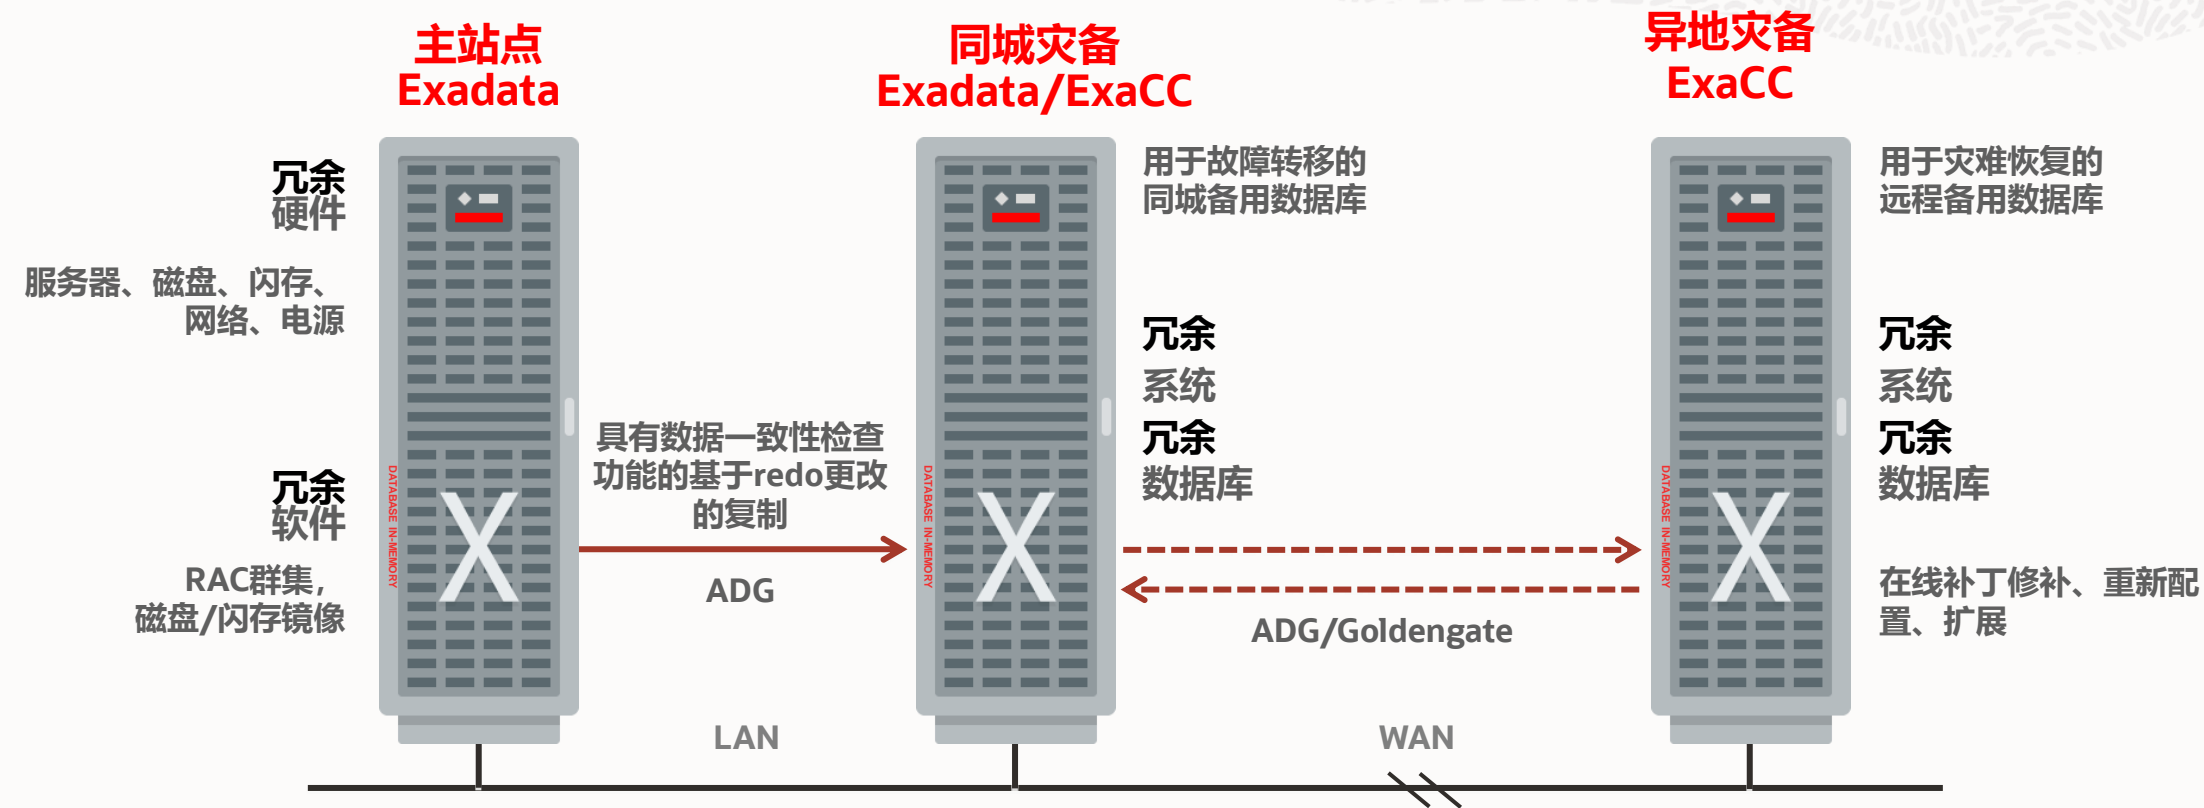 主站点
Exadata
同城灾备
Exadata/ExaCC
异地灾备
ExaCC
冗余
硬件
服务器、磁盘、闪存、
网络、电源
冗余
软件
RAC群集，
磁盘/闪存镜像
DATABASE IN-MEMORY
X
具有数据一致性检查
功能的基于redo更改
的复制
ADG
LAN
DATABASE IN-MEMORY
X
用于故障转移的
同城备用数据库
冗余
系统
冗余
数据库
ADG/Goldengate
WAN
DATABASE IN-MEMORY
X
用于灾难恢复的
远程备用数据库
冗余
系统
冗余
数据库
在线补丁修补、重新配
置、扩展